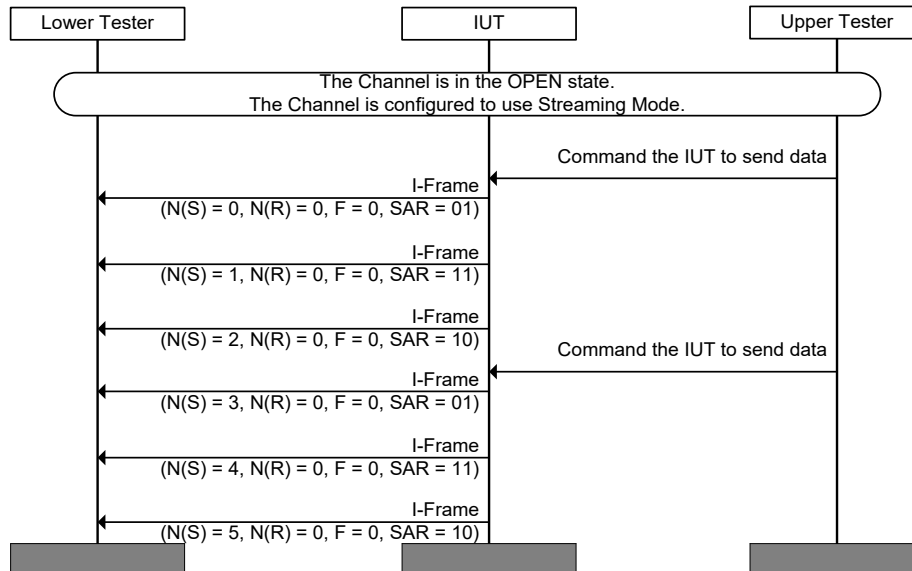 Lower Tester
IUT
Upper Tester
The Channel is in the OPEN state.
The Channel is configured to use Streaming Mode.
Command the IUT to send data
I-Frame
(N(S) = 0, N(R) = 0, F = 0, SAR = 01)
I-Frame
(N(S) = 1, N(R) = 0, F = 0, SAR = 11)
I-Frame
(N(S) = 2, N(R) = 0, F = 0, SAR = 10)
Command the IUT to send data
I-Frame
(N(S) = 3, N(R) = 0, F = 0, SAR = 01)
I-Frame
(N(S) = 4, N(R) = 0, F = 0, SAR = 11)
I-Frame
(N(S) = 5, N(R) = 0, F = 0, SAR = 10)